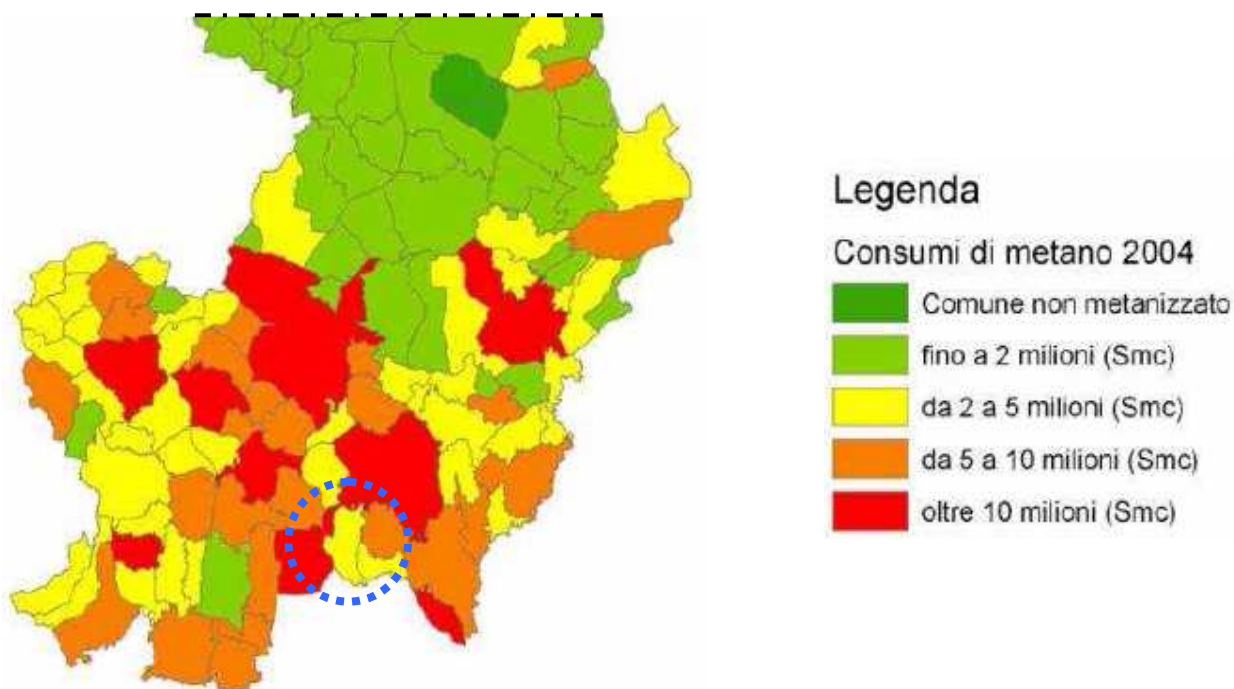 Legenda
Consumi di metano 2004
Comune non metanizzato
fino a 2 milioni (Smc)
da 2 a 5 milioni (Smc)
da 5 a 10 milioni (Smc)
oltre 10 milioni (Smc)